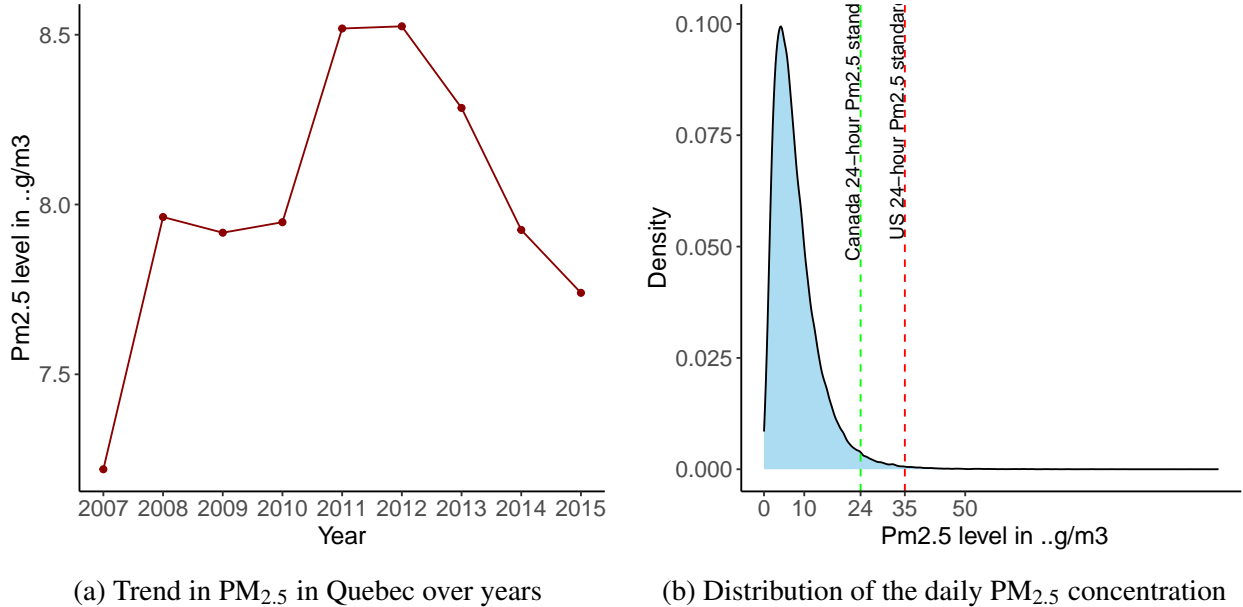 8.5
8.0
7.5
Pm2.5 level in ..g/m3
2007 2008 2009 2010 2011 2012 2013 2014 2015
Year
(a) Trend in PM2.5 in Quebec over years
0.100
0.075
0.050
0.025
0.000
Density
Canada 24−hour Pm2.5 stand
US 24−hour Pm2.5 standar
0 10 24 35 50
Pm2.5 level in ..g/m3
(b) Distribution of the daily PM2.5 concentration